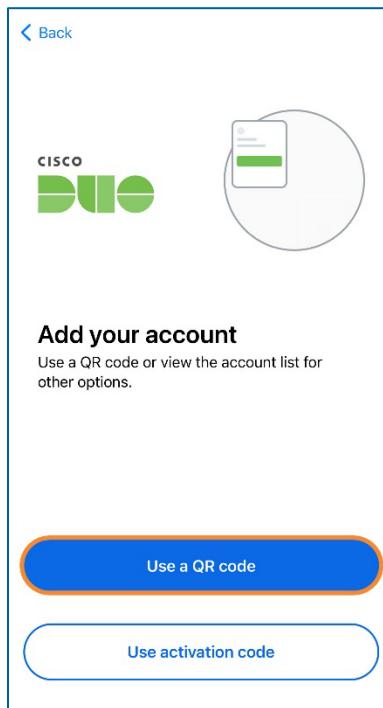 Back
CISCO
DUO
Add your account
Use a QR code or view the account list for
other options.
Use a QR code
Use activation code